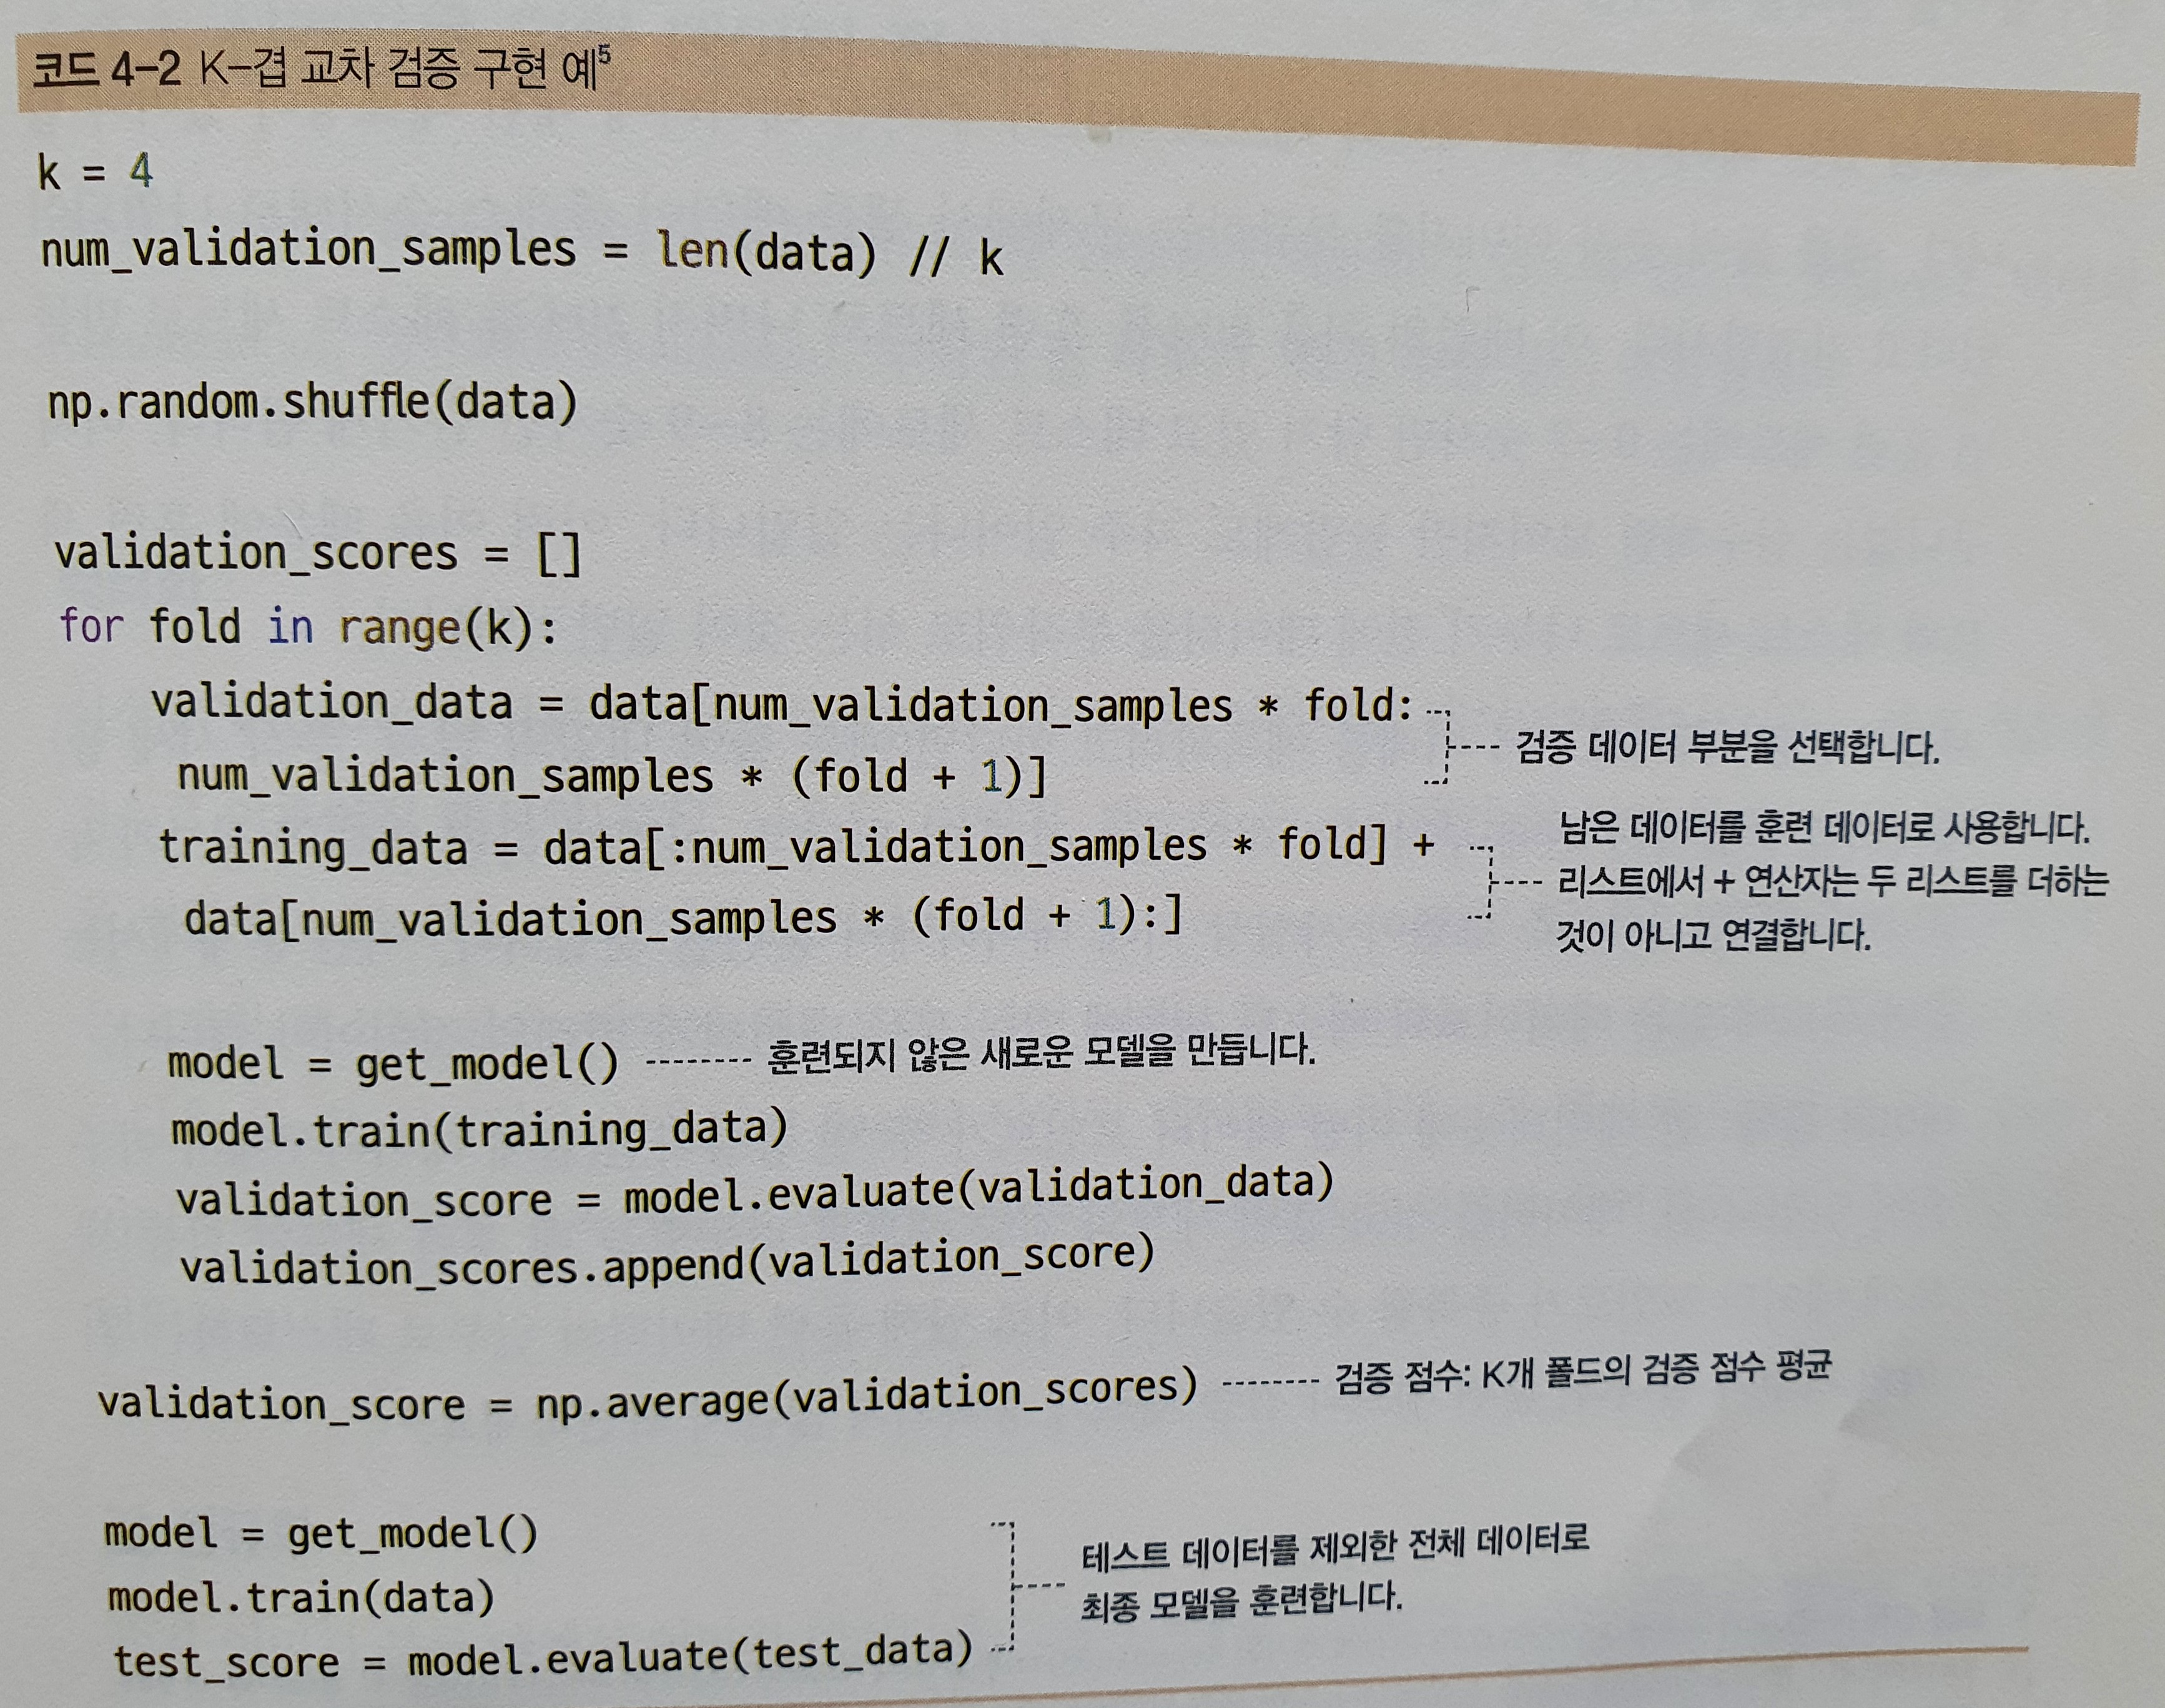 코드 4-2 K-겹 교차 검증 구현 예5
k = 4
num_validation_samples = len(data) // k
np.random.shuffle(data)
validation_scores = []
for fold in range(k):
validation_data = data[num_validation_samples * fold:
num_validation_samples * (fold + 1)]
검증 데이터 부분을 선택합니다.
training_data = data[:num_validation_samples * fold] +
data[num_validation_samples * (fold + 1):]
남은 데이터를 훈련 데이터로 사용합니다.
리스트에서 + 연산자는 두 리스트를 더하는
것이 아니고 연결합니다.
model = get_model() -------- 훈련되지 않은 새로운 모델을 만듭니다.
model.train(training_data)
validation_score = model.evaluate(validation_data)
validation_scores.append(validation_score)
validation_score = np.average(validation_scores) -------- 검증 점수: K개 폴드의 검증 점수 평균
model = get_model()
model.train(data)
test_score = model.evaluate(test_data)
테스트 데이터를 제외한 전체 데이터로
최종 모델을 훈련합니다.